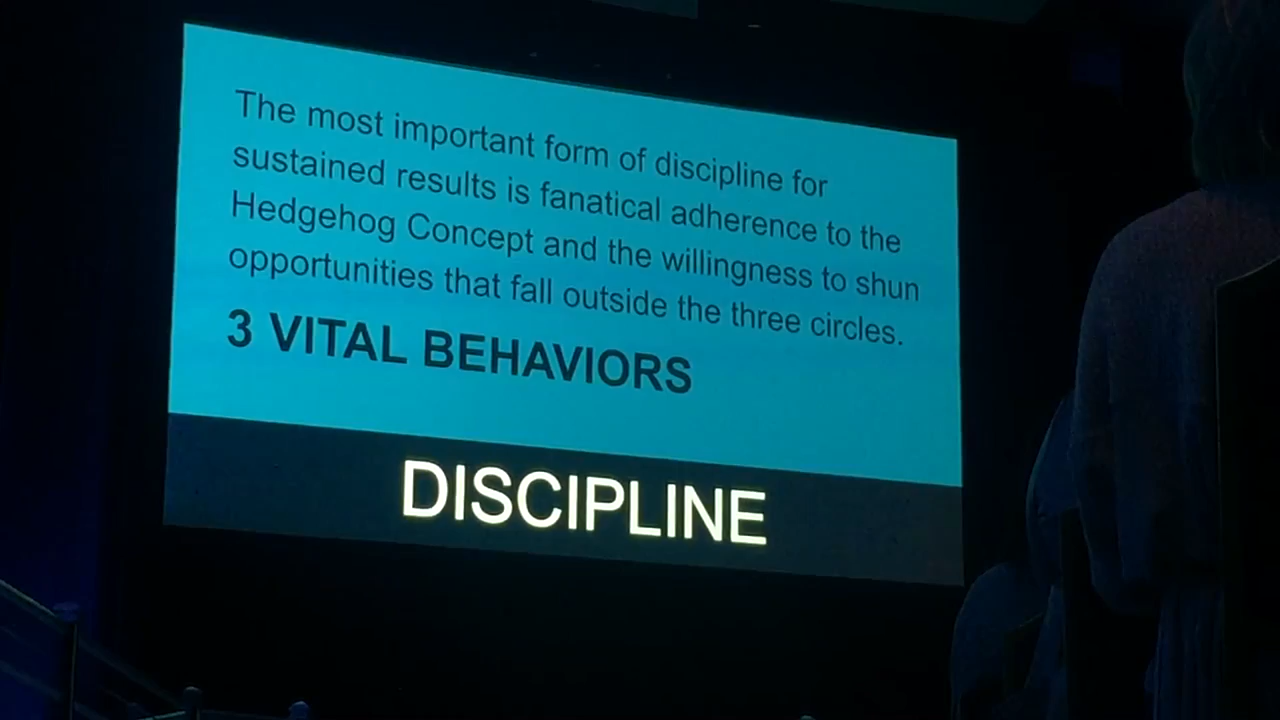 The most important form of discipline for
sustained results is fanatical adherence to the
Hedgehog Concept and the willingness to shun
opportunities that fall outside the three circles.
3 VITAL BEHAVIORS
DISCIPLINE